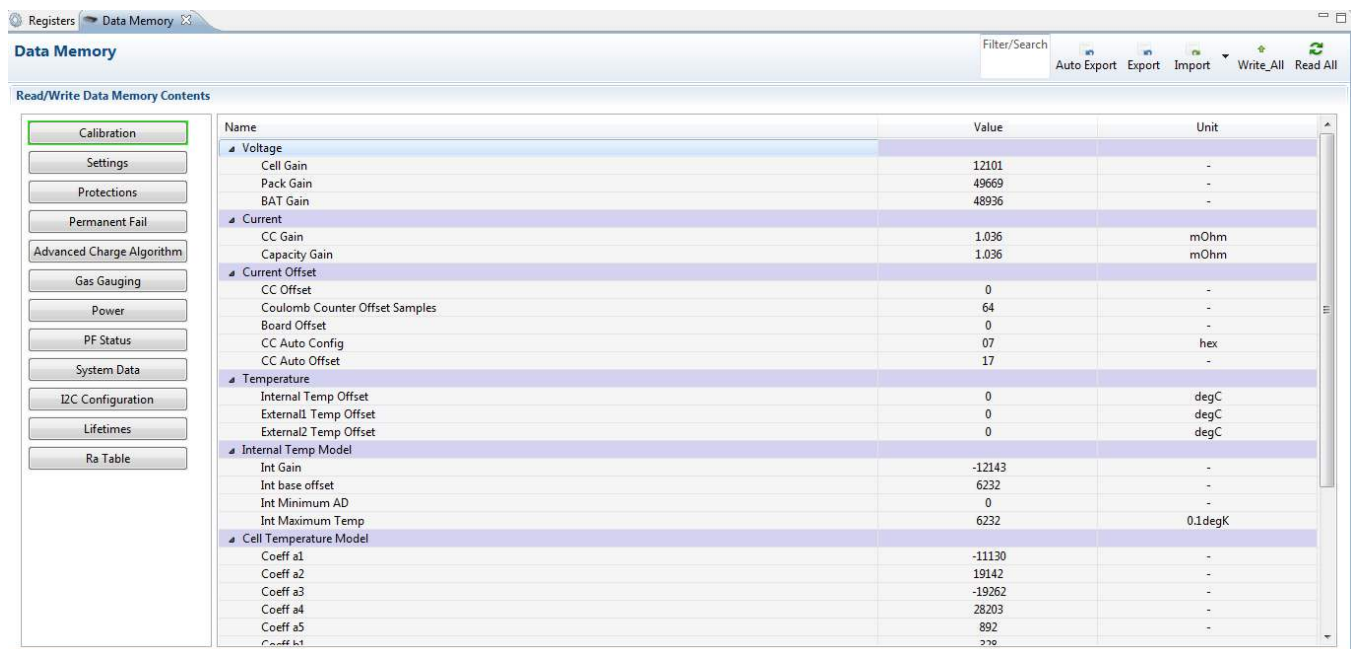 Registers Data Memory
Data Memory
Filter/Search
Auto Export Export Import Write_All Read All
Read/Write Data Memory Contents
Calibration
Settings
Protections
Permanent Fail
Advanced Charge Algorithm
Gas Gauging
Power
PF Status
System Data
I2C Configuration
Lifetimes
Ra Table
Name Value Unit
Voltage
Cell Gain 12101 -
Pack Gain 49669 -
BAT Gain 48936 -
Current
CC Gain 1.036 mOhm
Capacity Gain 1.036 mOhm
Current Offset
CC Offset 0 -
Coulomb Counter Offset Samples 64 -
Board Offset 0 -
CC Auto Config 07 hex
CC Auto Offset 17 -
Temperature
Internal Temp Offset 0 degC
External1 Temp Offset 0 degC
External2 Temp Offset 0 degC
Internal Temp Model
Int Gain -12143 -
Int base offset 6232 -
Int Minimum AD 0 -
Int Maximum Temp 6232 0.1degK
Cell Temperature Model
Coeff a1 -11130 -
Coeff a2 19142 -
Coeff a3 -19262 -
Coeff a4 28203 -
Coeff a5 892 -
Coeff b1 328